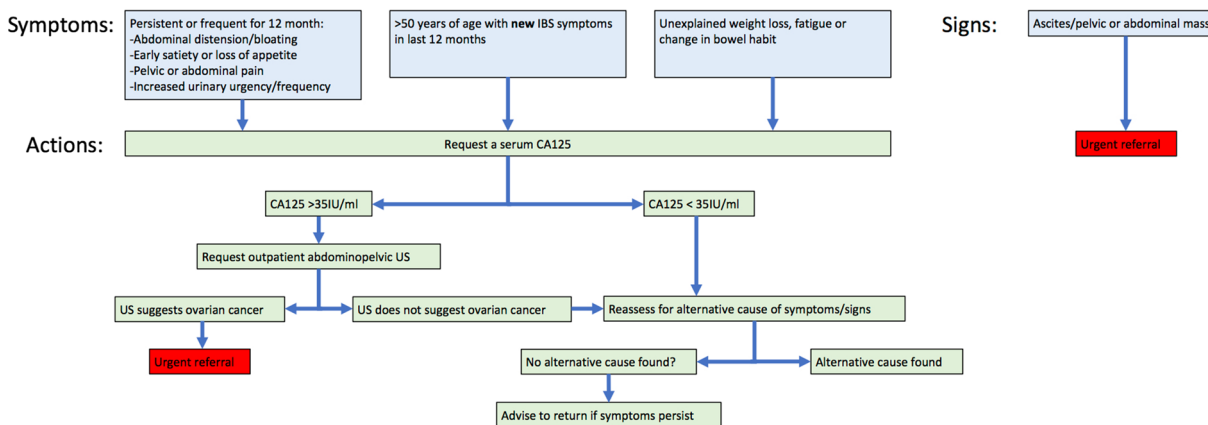 Symptoms:
Persistent or frequent for 12 month:
-Abdominal distension/bloating
-Early satiety or loss of appetite
-Pelvic or abdominal pain
-Increased urinary urgency/frequency
>50 years of age with new IBS symptoms
in last 12 months
Unexplained weight loss, fatigue or
change in bowel habit
Signs:
Ascites/pelvic or abdominal mass
Actions:
Request a serum CA125
Urgent referral
CA125 >35IU/ml
CA125 < 35IU/ml
Request outpatient abdominopelvic US
US suggests ovarian cancer
US does not suggest ovarian cancer
Reassess for alternative cause of symptoms/signs
Urgent referral
No alternative cause found?
Alternative cause found
Advise to return if symptoms persist